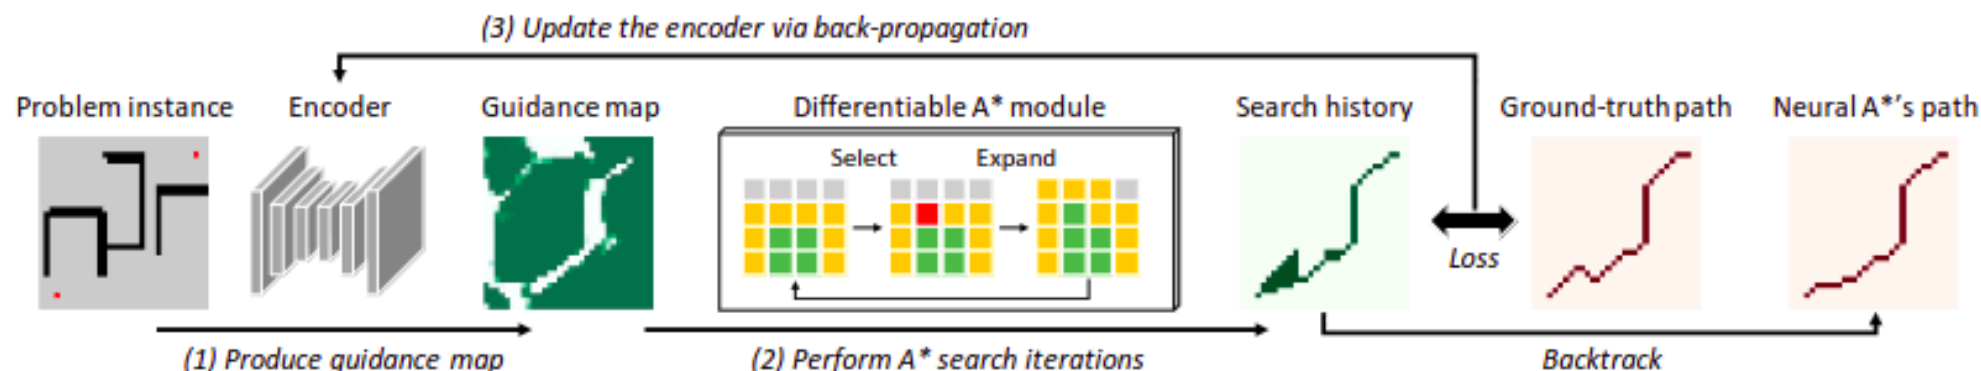 (3) Update the encoder via back-propagation
Problem instance
Encoder
Guidance map
Differentiable A* module
Search history
Ground-truth path
Neural A*'s path
Select
Expand
Loss
(1) Produce guidance map
(2) Perform A* search iterations
Backtrack